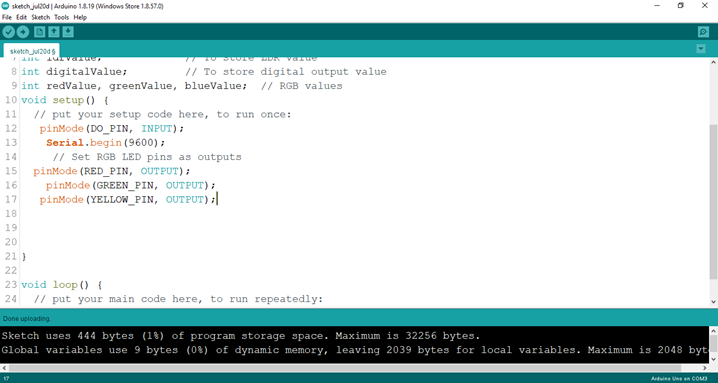 sketch_jul20d | Arduino 1.8.19 (Windows Store 1.8.57.0)
File Edit Sketch Tools Help
sketch_jul20d §
7 int ldrValue; // To store LDR value
8 int digitalValue; // To store digital output value
9 int redValue, greenValue, blueValue; // RGB values
10 void setup() {
11 // put your setup code here, to run once:
12 pinMode(DO_PIN, INPUT);
13 Serial.begin(9600);
14 // Set RGB LED pins as outputs
15 pinMode(RED_PIN, OUTPUT);
16 pinMode(GREEN_PIN, OUTPUT);
17 pinMode(YELLOW_PIN, OUTPUT);
18
19
20
21 }
22
23 void loop() {
24 // put your main code here, to run repeatedly:
Done uploading.
Sketch uses 444 bytes (1%) of program storage space. Maximum is 32256 bytes.
Global variables use 9 bytes (0%) of dynamic memory, leaving 2039 bytes for local variables. Maximum is 2048 byt
17
Arduino Uno on COM3